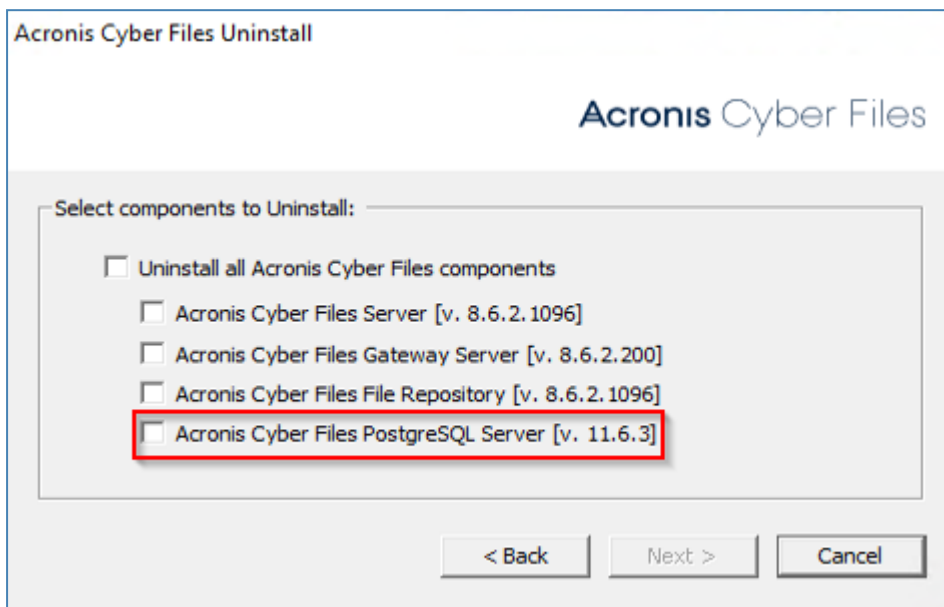 Acronis Cyber Files Uninstall
Acronis Cyber Files
Select components to Uninstall:
Uninstall all Acronis Cyber Files components
Acronis Cyber Files Server [v. 8.6.2.1096]
Acronis Cyber Files Gateway Server [v. 8.6.2.200]
Acronis Cyber Files File Repository [v. 8.6.2.1096]
Acronis Cyber Files PostgreSQL Server [v. 11.6.3]
< Back Next > Cancel